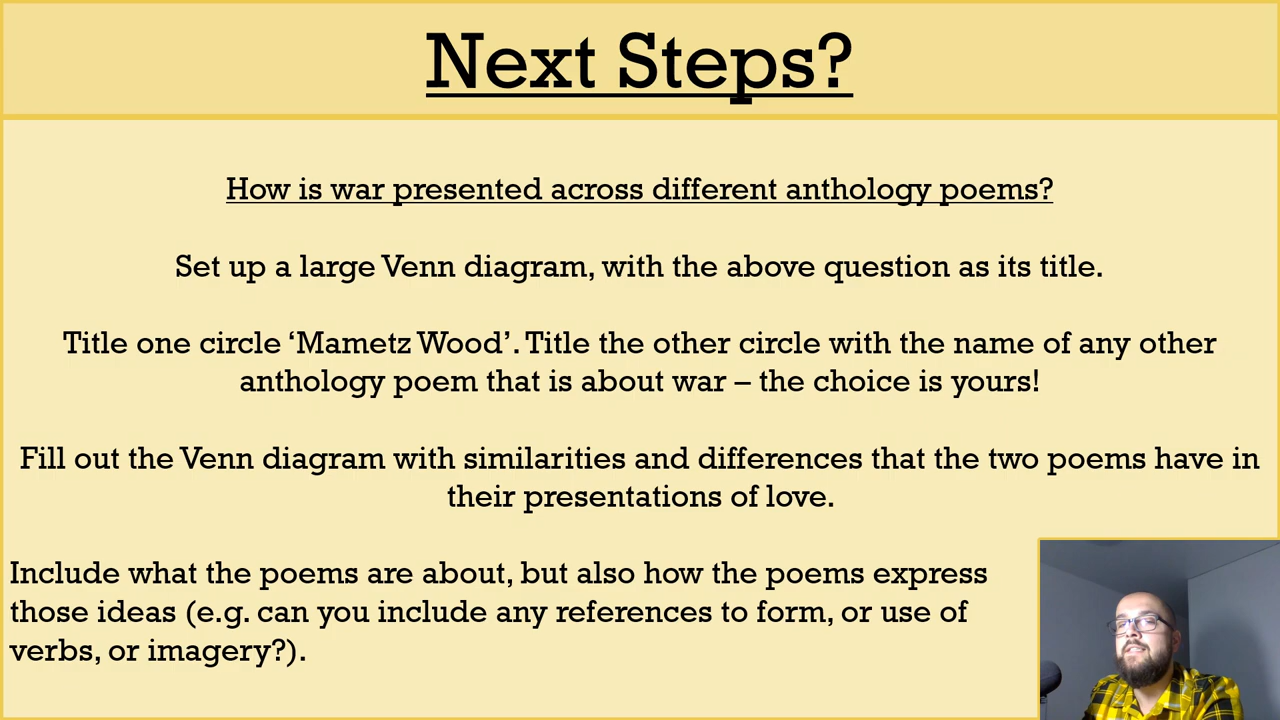 Next Steps?
How is war presented across different anthology poems?
Set up a large Venn diagram, with the above question as its title.
Title one circle ‘Mametz Wood’. Title the other circle with the name of any other
anthology poem that is about war – the choice is yours!
Fill out the Venn diagram with similarities and differences that the two poems have in
their presentations of love.
Include what the poems are about, but also how the poems express
those ideas (e.g. can you include any references to form, or use of
verbs, or imagery?).